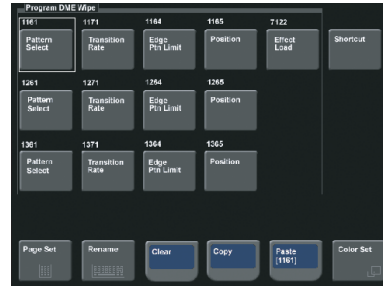 Program DME Wipe
1161 1171 1164 1165 7122
Pattern Select
Transition Rate
Edge Ptn Limit
Position
Effect Load
Shortcut
1261 1271 1264 1265
Pattern Select
Transition Rate
Edge Ptn Limit
Position
1361 1371 1364 1365
Pattern Select
Transition Rate
Edge Ptn Limit
Position
Page Set
Rename
Clear
Copy
Paste [1161]
Color Set